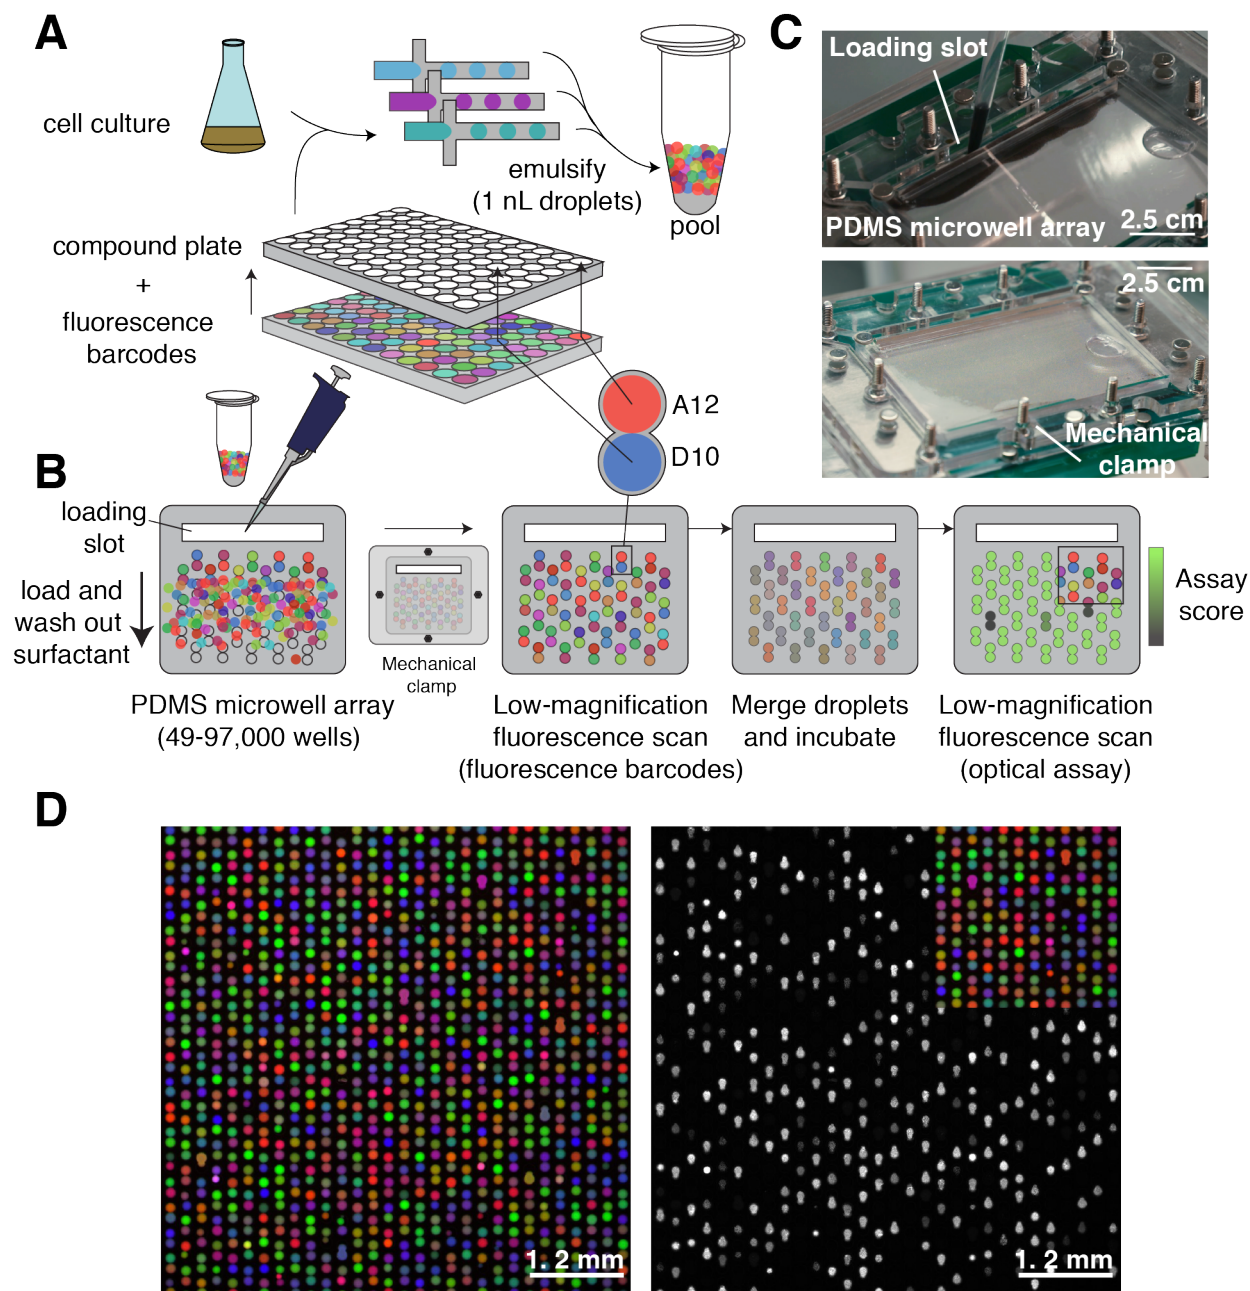 A
cell culture
emulsify
(1 nL droplets)
pool
compound plate
+
fluorescence
barcodes
A12
D10
C
Loading slot
PDMS microwell array
2.5 cm
2.5 cm
Mechanical
clamp
B
loading
slot
load and
wash out
surfactant
Mechanical
clamp
Assay
score
PDMS microwell array
(49-97,000 wells)
Low-magnification
fluorescence scan
(fluorescence barcodes)
Merge droplets
and incubate
Low-magnification
fluorescence scan
(optical assay)
D
1. 2 mm
1. 2 mm